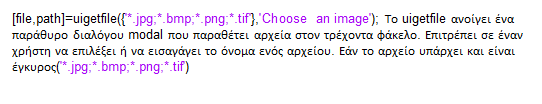 [file,path]=uigetfile({'*.jpg;*.bmp;*.png;*.tif'},'Choose an image'); Το uigetfile ανοίγει ένα
παράθυρο διαλόγου modal που παραθέτει αρχεία στον τρέχοντα φάκελο. Επιτρέπει σε έναν
χρήστη να επιλέξει ή να εισαγάγει το όνομα ενός αρχείου. Εάν το αρχείο υπάρχει και είναι
έγκυρος('*.jpg;*.bmp;*.png;*.tif')